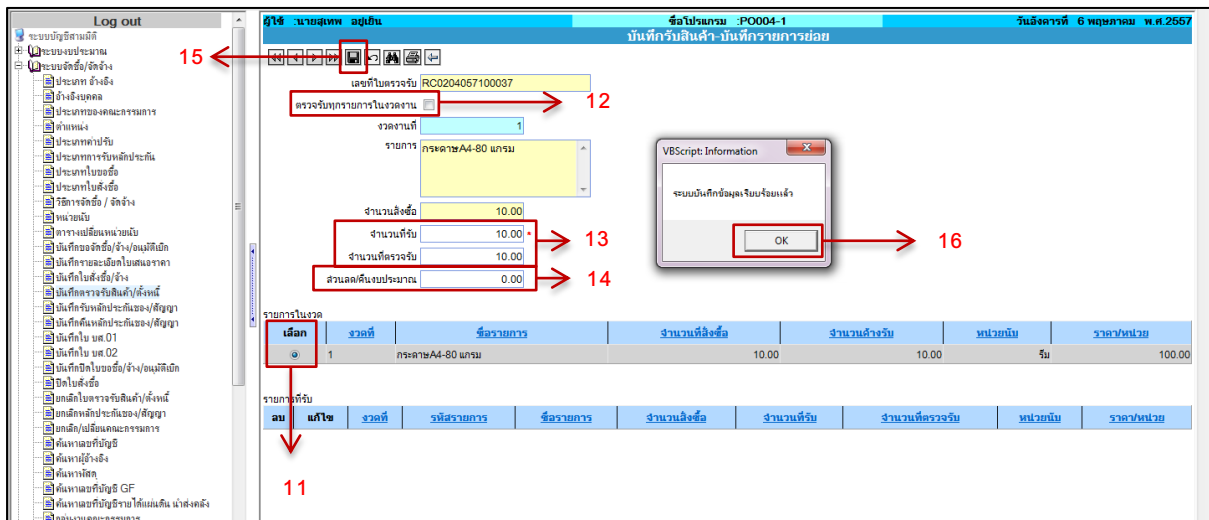 Log out
ระบบบัญชีสามมิติ
ระบบงบประมาณ
ระบบจัดซื้อ/จัดจ้าง
ประเภท อ้างอิง
อ้างอิงบุคคล
ประเภทของคณะกรรมการ
ตำแหน่ง
ประเภทค่าปรับ
ประเภทการรับหลักประกัน
ประเภทใบขอซื้อ
ประเภทใบสั่งซื้อ
วิธีการจัดซื้อ / จัดจ้าง
หน่วยนับ
ตารางเปลี่ยนหน่วยนับ
บันทึกขอจัดซื้อ/จ้าง/อนุมัติเบิก
บันทึกรายละเอียดใบเสนอราคา
บันทึกใบสั่งซื้อ/จ้าง
บันทึกตรวจรับสินค้า/ตั้งหนี้
บันทึกรับหลักประกันของ/สัญญา
บันทึกคืนหลักประกันของ/สัญญา
บันทึกใบ บศ.01
บันทึกใบ บศ.02
บันทึกปิดใบขอซื้อ/จ้าง/อนุมัติเบิก
ปิดใบสั่งซื้อ
ยกเลิกใบตรวจรับสินค้า/ตั้งหนี้
ยกเลิกหลักประกันของ/สัญญา
ยกเลิก/เปลี่ยนคณะกรรมการ
ค้นหาเลขที่บัญชี
ค้นหาผู้อ้างอิง
ค้นหาพัสดุ
ค้นหาเลขที่บัญชี GF
ค้นหาเลขที่บัญชีรายได้แผ่นดิน นำส่งคลัง
กลุ่มงานคณะกรรมการ
ผู้ใช้ :นายสุเทพ อยู่เย็น ชื่อโปรแกรม :PO004-1 วันอังคารที่ 6 พฤษภาคม พ.ศ.2557
บันทึกรับสินค้า-บันทึกรายการย่อย
15
เลขที่ใบตรวจรับ RC0204057100037
ตรวจรับทุกรายการในงวดงาน 12
งวดงานที่ 1
รายการ กระดาษA4-80 แกรม
จำนวนสั่งซื้อ 10.00
จำนวนที่รับ 10.00 * 13
จำนวนที่ตรวจรับ 10.00
ส่วนลด/คืนงบประมาณ 0.00 14
VBScript: Information
ระบบบันทึกข้อมูลเรียบร้อยแล้ว
OK 16
รายการในงวด
เลือก งวดที่ ชื่อรายการ จำนวนที่สั่งซื้อ จำนวนค้างรับ หน่วยนับ ราคา/หน่วย
1 กระดาษA4-80 แกรม 10.00 10.00 รีม 100.00
รายการที่รับ
ลบ แก้ไข งวดที่ รหัสรายการ ชื่อรายการ จำนวนสั่งซื้อ จำนวนที่รับ จำนวนที่ตรวจรับ หน่วยนับ ราคา/หน่วย
11